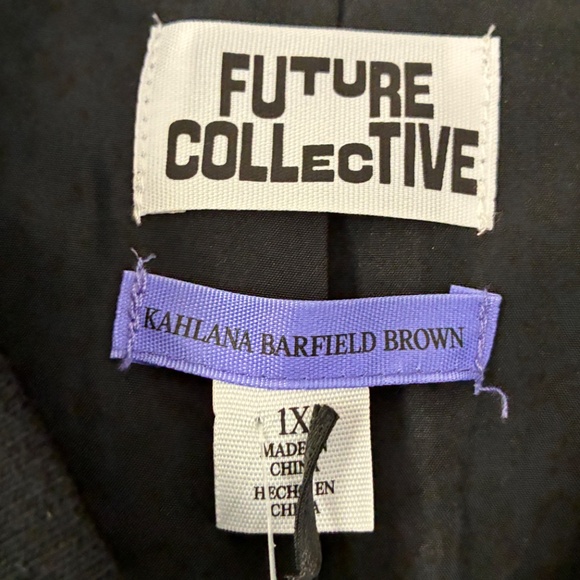 FUTURE
COLLECTIVE
KAHLANA BARFIELD BROWN
1X
MADE IN
CHINA
HECHO EN
CHINA